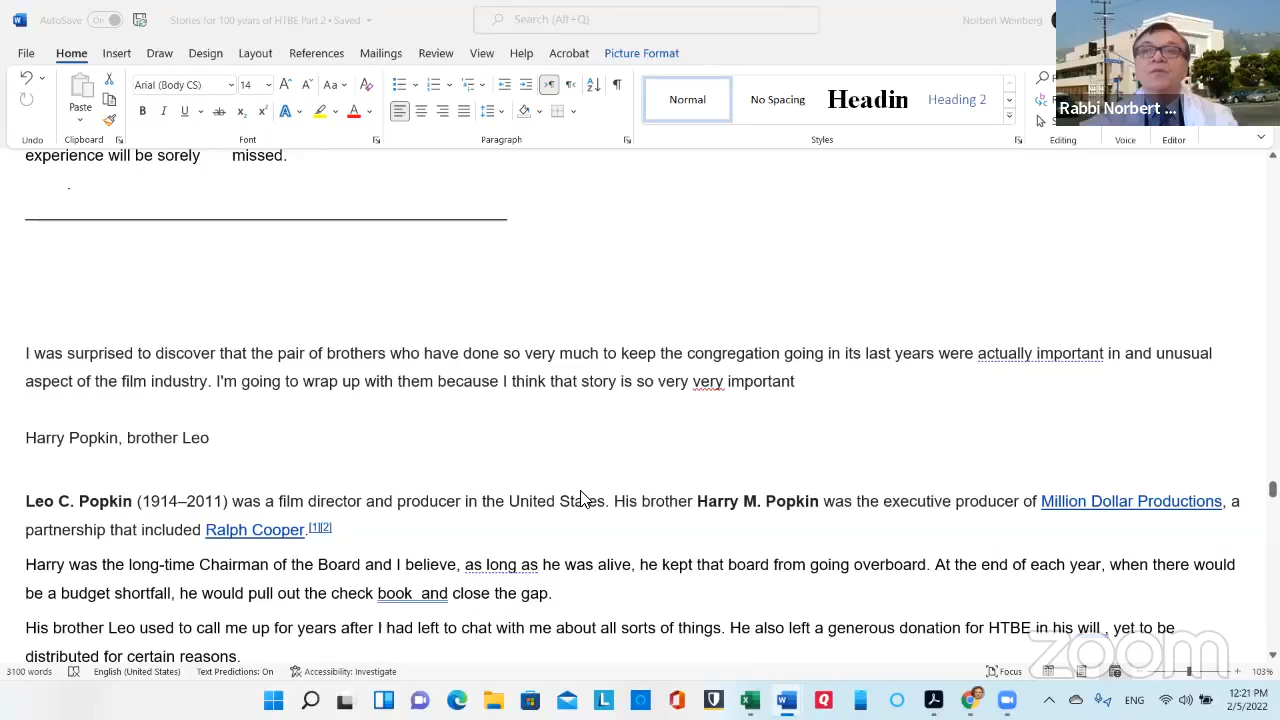 AutoSave Off Stories for 100 years of HTBE Part 2 • Saved Search (Alt+Q) Norbert Weinberg
File Home Insert Draw Design Layout References Mailings Review View Help Acrobat Picture Format
Arial (Body CS) 14 Aa
Paste
Normal No Spacing Headin Heading 2
Rabbi Norbert ...
Undo Clipboard Font Paragraph Styles Editing Voice Editor
experience will be sorely missed.
.
I was surprised to discover that the pair of brothers who have done so very much to keep the congregation going in its last years were actually important in and unusual
aspect of the film industry. I'm going to wrap up with them because I think that story is so very very important
Harry Popkin, brother Leo
Leo C. Popkin (1914–2011) was a film director and producer in the United States. His brother Harry M. Popkin was the executive producer of Million Dollar Productions, a
partnership that included Ralph Cooper.[1][2]
Harry was the long-time Chairman of the Board and I believe, as long as he was alive, he kept that board from going overboard. At the end of each year, when there would
be a budget shortfall, he would pull out the check book  and close the gap.
His brother Leo used to call me up for years after I had left to chat with me about all sorts of things. He also left a generous donation for HTBE in his will , yet to be
distributed for certain reasons.
zoom
3100 words English (United States) Text Predictions: On Accessibility: Investigate Focus 103%
ENG 12:21 PM
2/5/2022